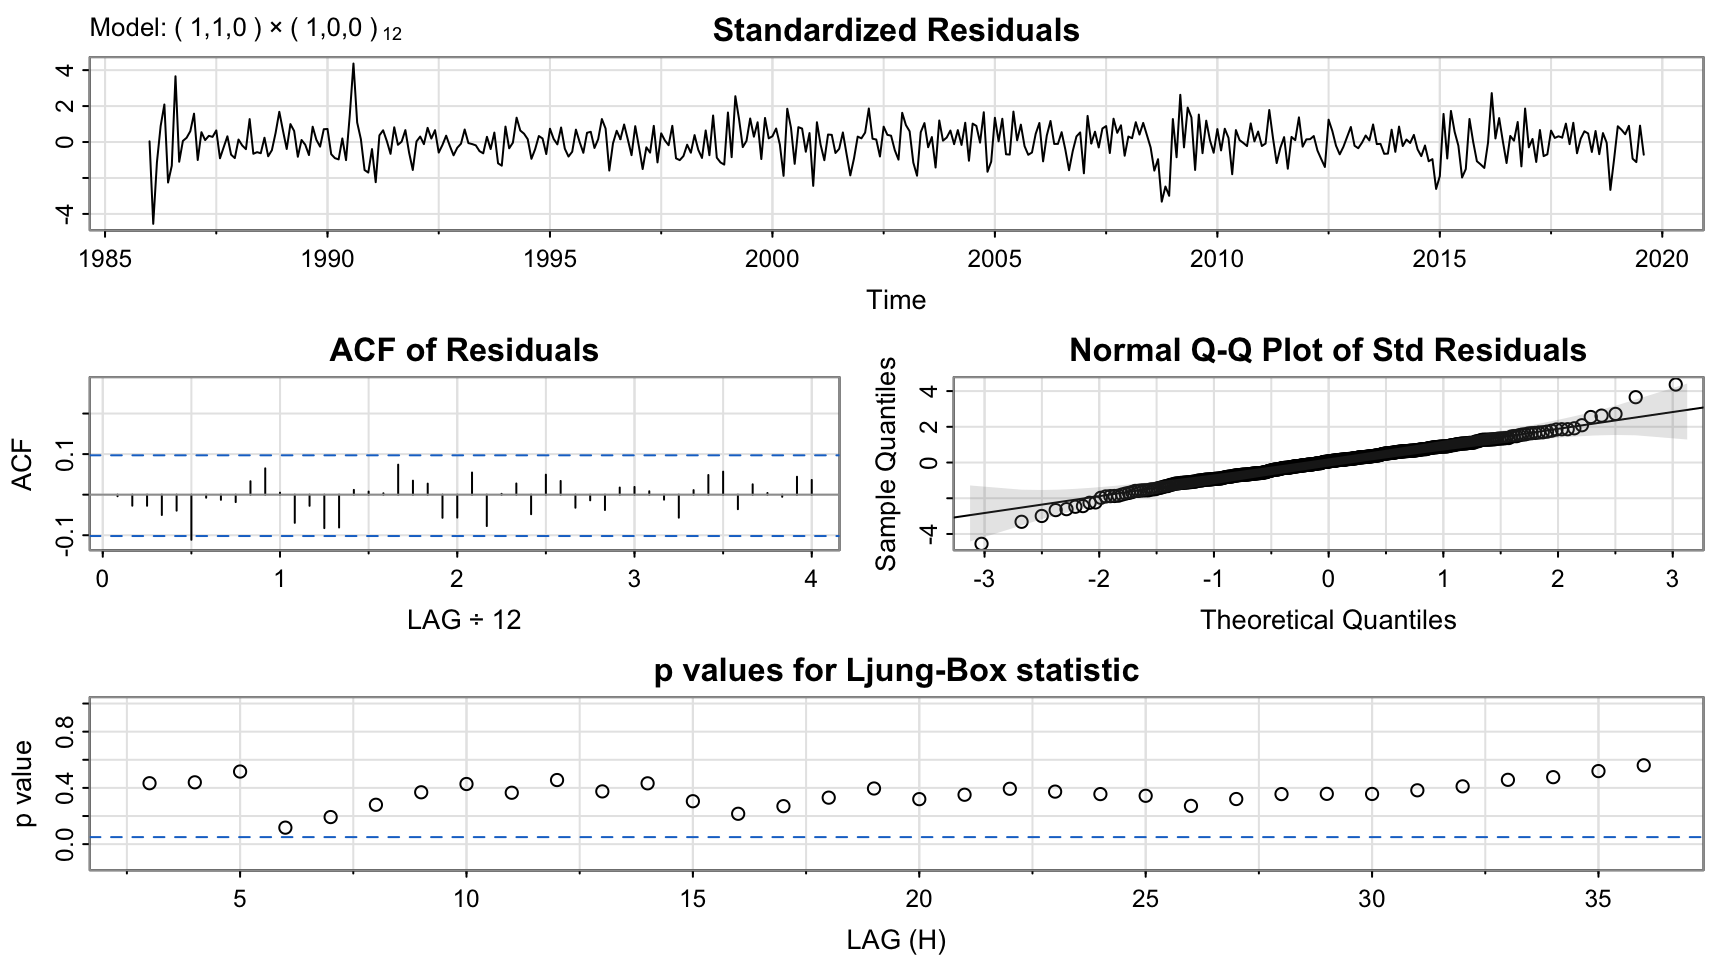 Model: ( 1,1,0 ) × ( 1,0,0 ) 12
Standardized Residuals
4
2
0
-4
1985 1990 1995 2000 2005 2010 2015 2020
Time
ACF of Residuals
ACF
0.1
-0.1
0 1 2 3 4
LAG ÷ 12
Normal Q-Q Plot of Std Residuals
Sample Quantiles
4
2
0
-4
-3 -2 -1 0 1 2 3
Theoretical Quantiles
p values for Ljung-Box statistic
p value
0.8
0.4
0.0
5 10 15 20 25 30 35
LAG (H)